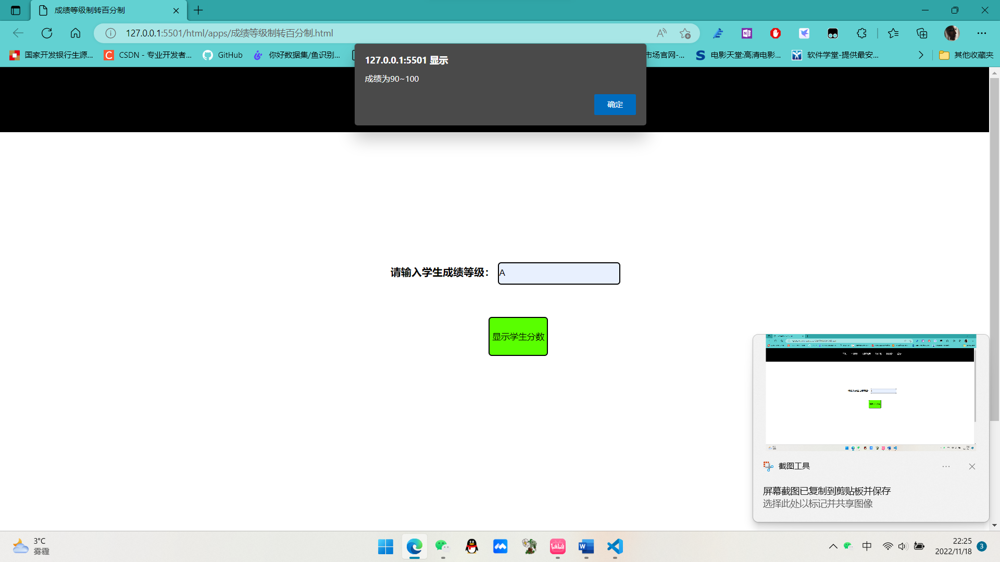 成绩等级制转百分制
127.0.0.1:5501/html/apps/成绩等级制转百分制.html
国家开发银行生源...
CSDN - 专业开发者...
GitHub
你好数据集/鱼识别...
市场官网-...
电影天堂:高清电影...
软件学堂-提供最安...
其他收藏夹
127.0.0.1:5501 显示
成绩为90~100
确定
请输入学生成绩等级：
A
显示学生分数
截图工具
屏幕截图已复制到剪贴板并保存
选择此处以标记并共享图像
3°C
雾霾
中
22:25
2022/11/18
3